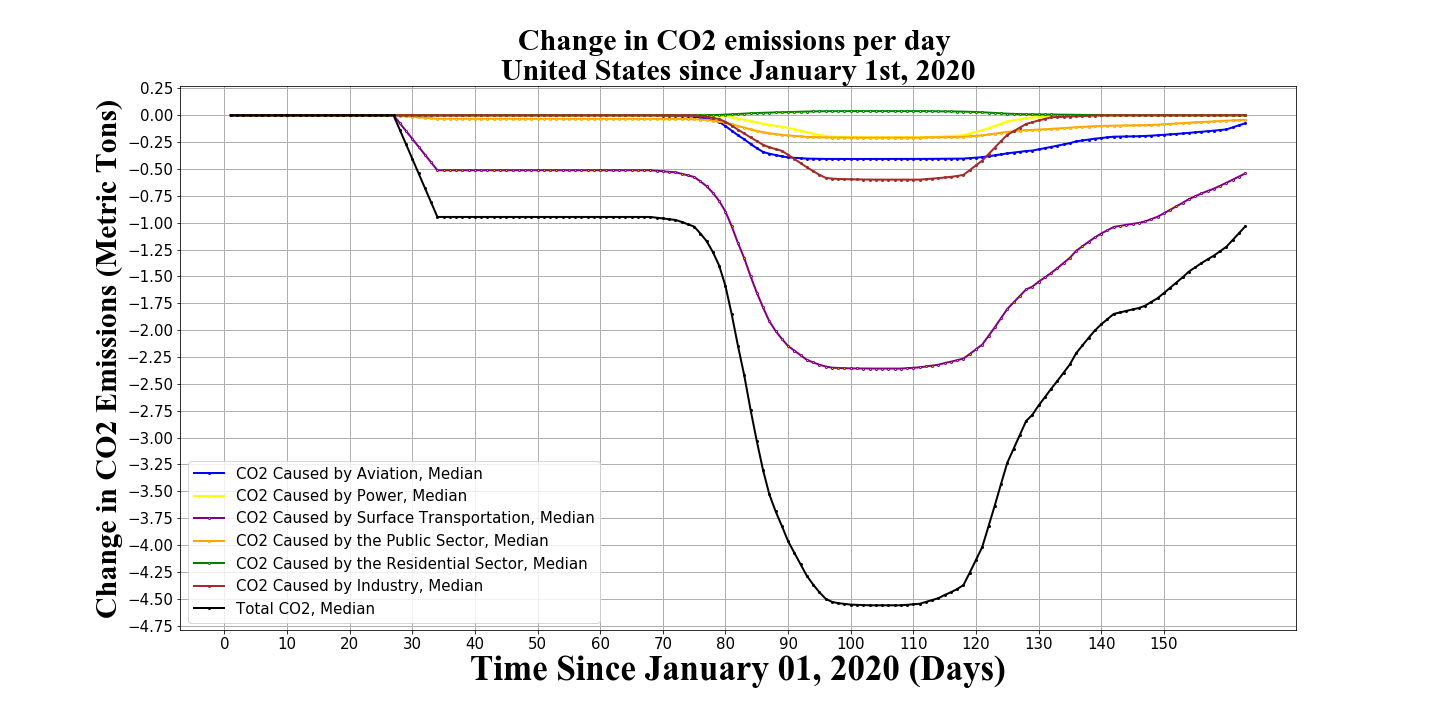 Change in CO2 emissions per day
United States since January 1st, 2020
Change in CO2 Emissions (Metric Tons)
0.25
0.00
−0.25
−0.50
−0.75
−1.00
−1.25
−1.50
−1.75
−2.00
−2.25
−2.50
−2.75
−3.00
−3.25
−3.50
−3.75
−4.00
−4.25
−4.50
−4.75
CO2 Caused by Aviation, Median
CO2 Caused by Power, Median
CO2 Caused by Surface Transportation, Median
CO2 Caused by the Public Sector, Median
CO2 Caused by the Residential Sector, Median
CO2 Caused by Industry, Median
Total CO2, Median
0 10 20 30 40 50 60 70 80 90 100 110 120 130 140 150
Time Since January 01, 2020 (Days)